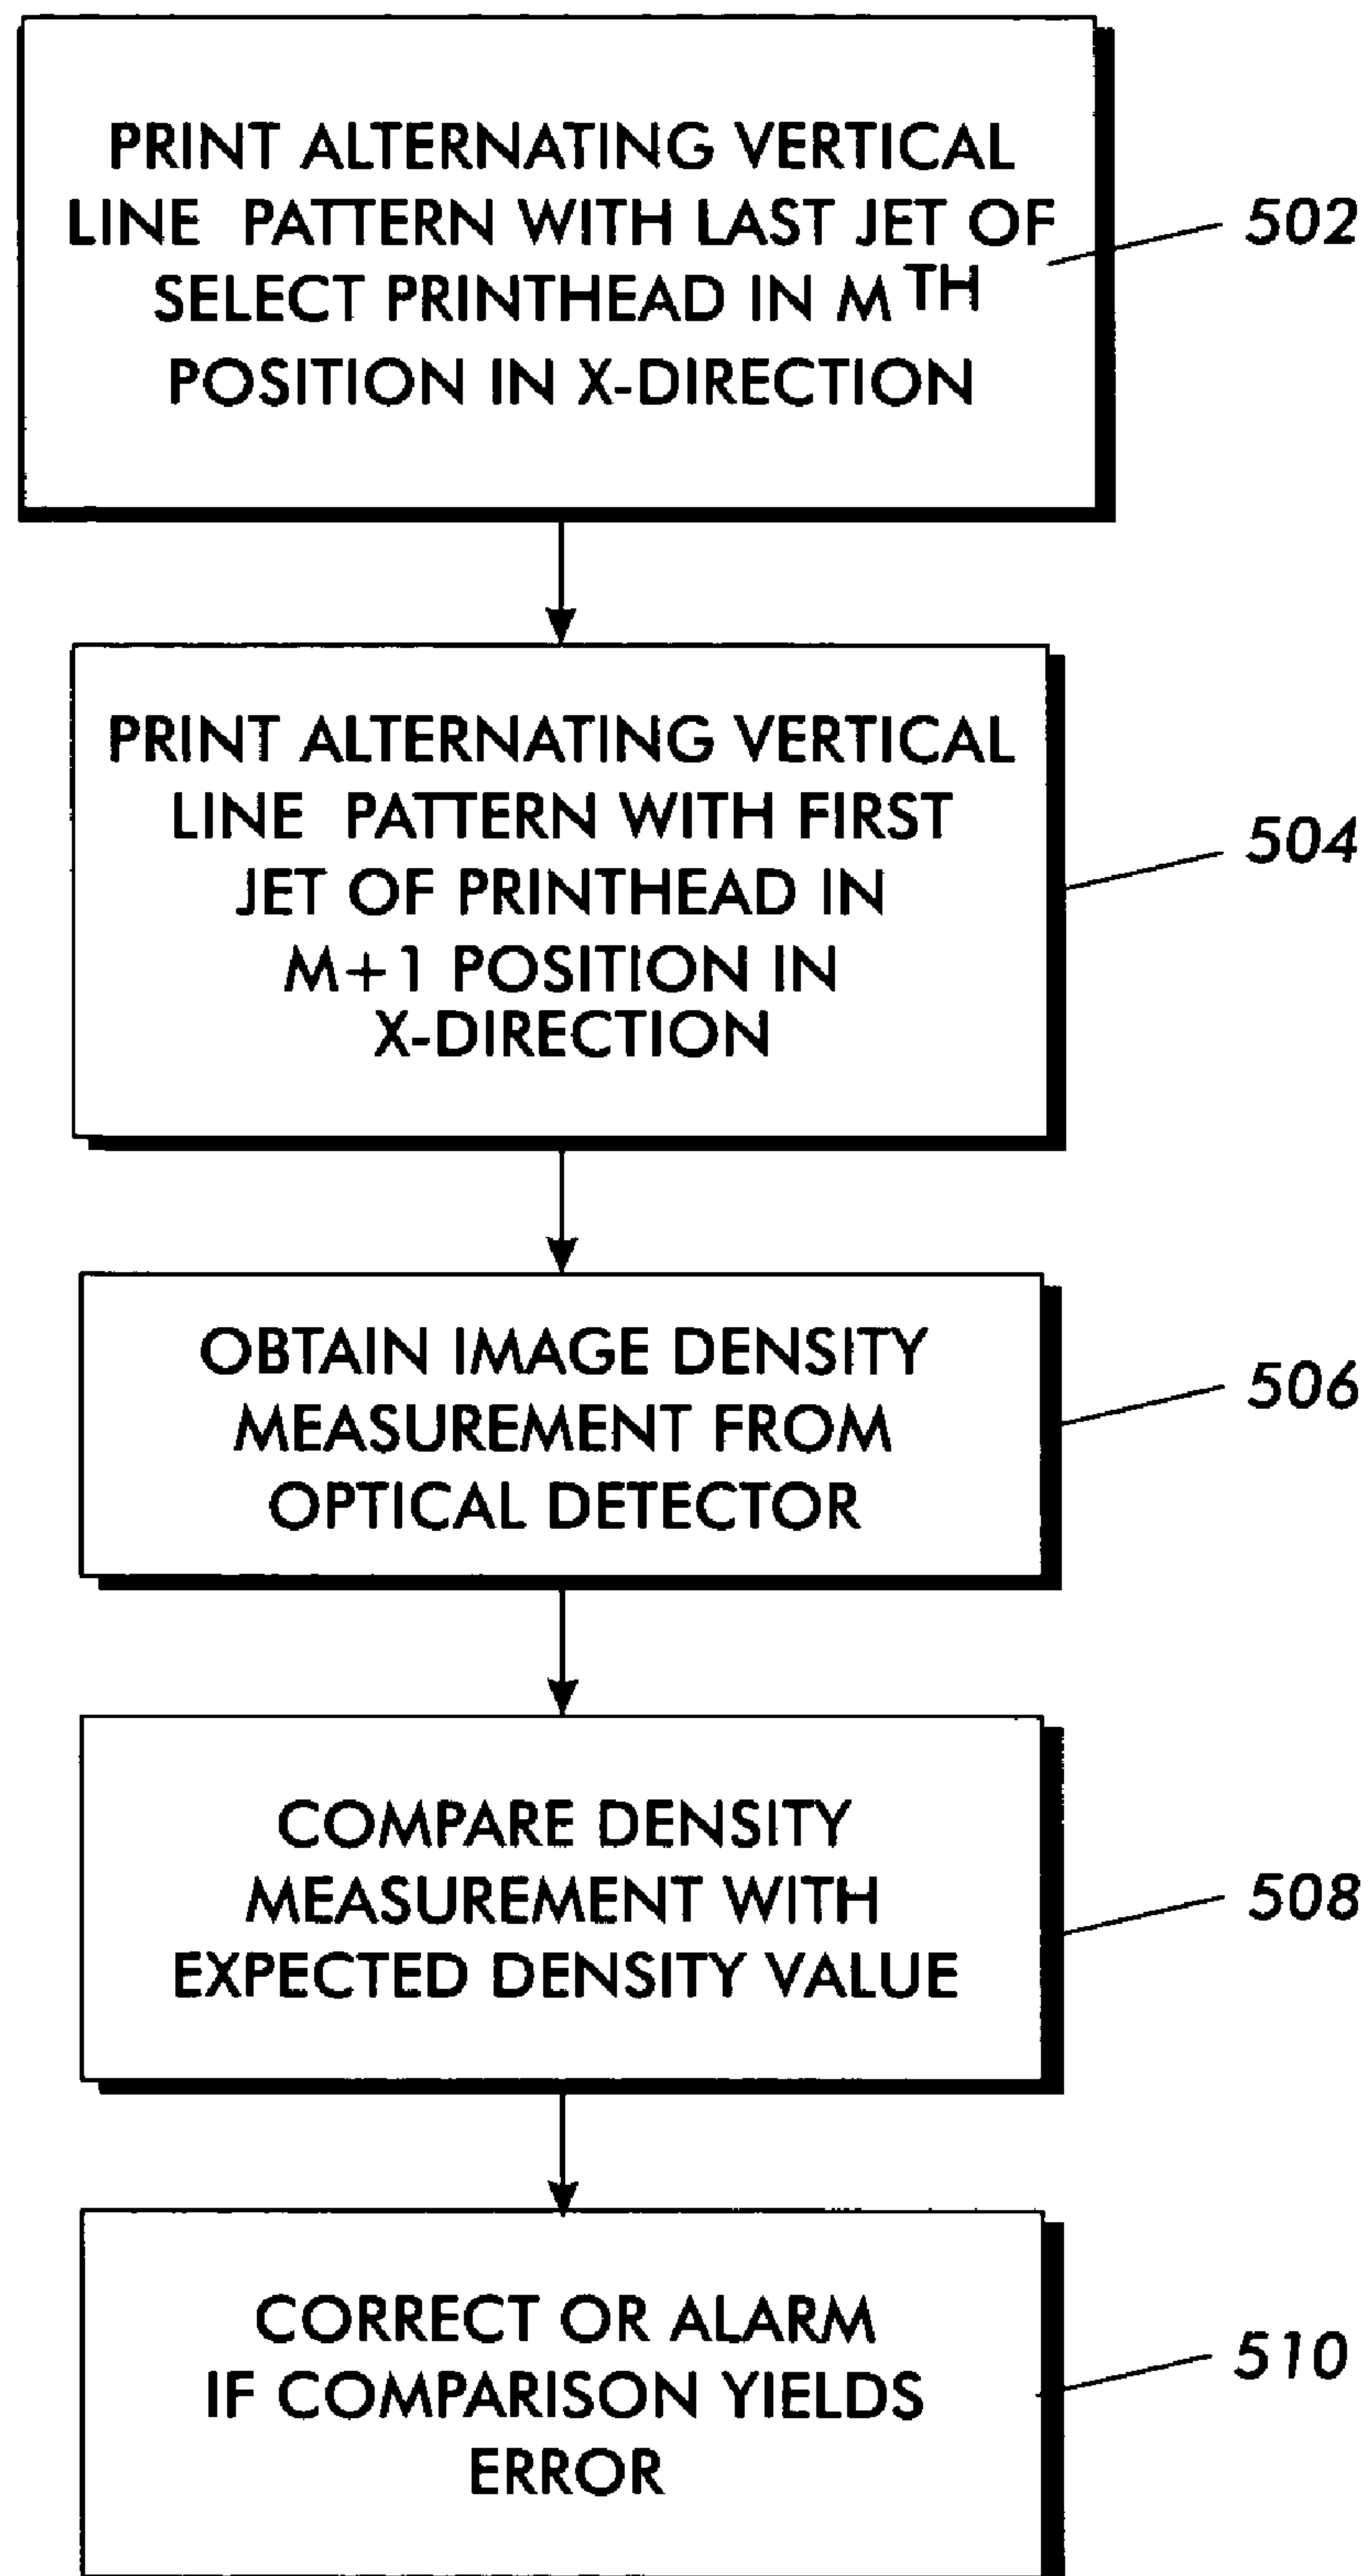 PRINT ALTERNATING VERTICAL
LINE PATTERN WITH LAST JET OF
SELECT PRINTHEAD IN M TH
POSITION IN X-DIRECTION
502
PRINT ALTERNATING VERTICAL
LINE PATTERN WITH FIRST
JET OF PRINTHEAD IN
M+1 POSITION IN
X-DIRECTION
504
OBTAIN IMAGE DENSITY
MEASUREMENT FROM
OPTICAL DETECTOR
506
COMPARE DENSITY
MEASUREMENT WITH
EXPECTED DENSITY VALUE
508
CORRECT OR ALARM
IF COMPARISON YIELDS
ERROR
510